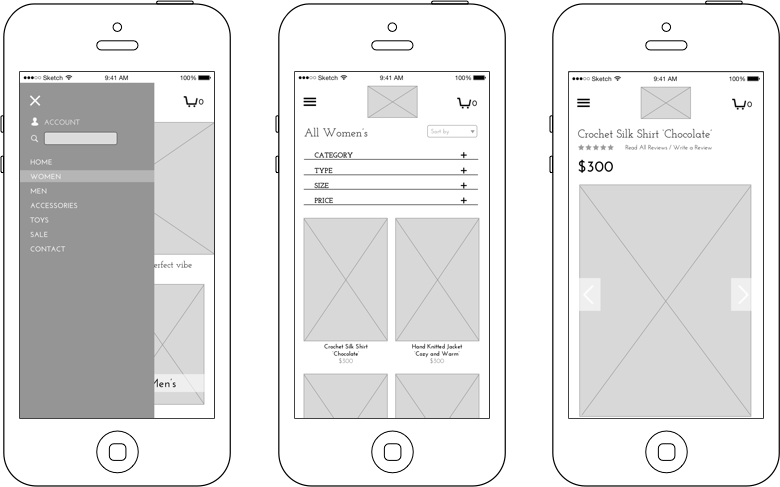 ●●●○○ Sketch 9:41 AM 100%
0
ACCOUNT
HOME
WOMEN
MEN
ACCESSORIES
TOYS
SALE
CONTACT
erfect vibe
Men's
●●●○○ Sketch 9:41 AM 100%
0
All Women's
Sort by
CATEGORY +
TYPE +
SIZE +
PRICE +
Crochet Silk Shirt
'Chocolate'
$300
Hand Knitted Jacket
'Cozy and Warm'
$300
●●●○○ Sketch 9:41 AM 100%
0
Crochet Silk Shirt 'Chocolate'
Read All Reviews / Write a Review
$300